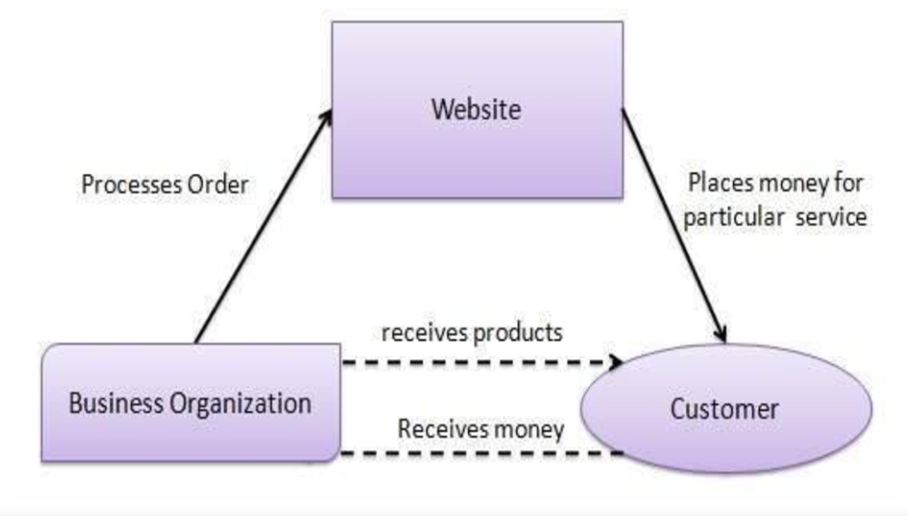 Website
Processes Order
Places money for
particular service
receives products
Business Organization
Customer
Receives money